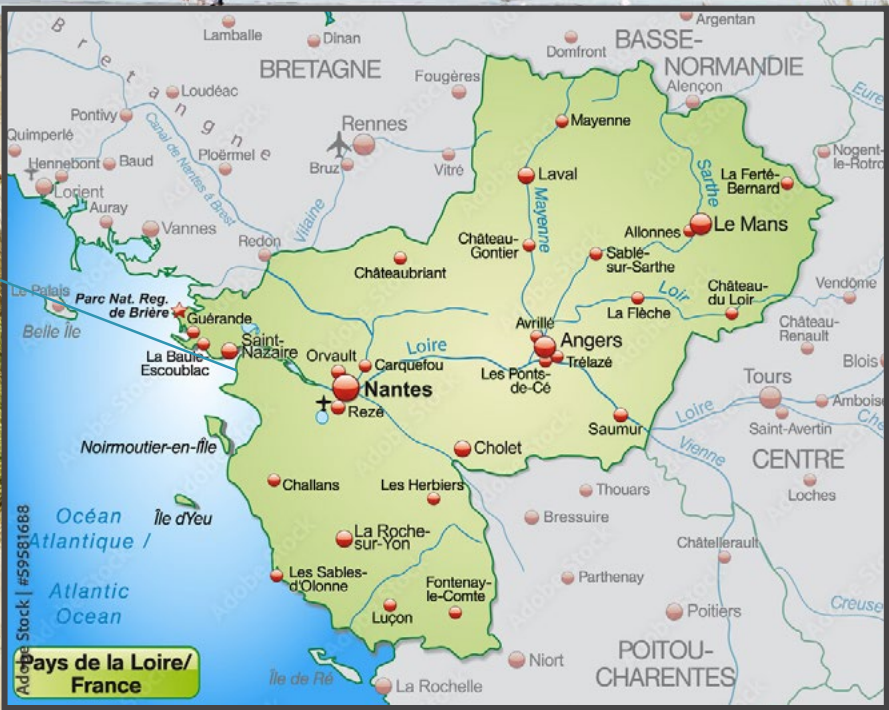 Argentan
Lamballe
Dinan
Domfront
BASSE-
NORMANDIE
Bretagne
BRETAGNE
Fougères
Alençon
Loudéac
Eure
Pontivy
Canal de Nantes à Brest
Mayenne
Quimperlé
Rennes
Nogent-
le-Rotro
Hennebont
Baud
Ploërmel
Bruz
Vitré
Laval
Sarthe
La Ferté-
Bernard
Lorient
Auray
Vannes
Vilaine
Mayenne
Allonnes
Le Mans
Redon
Château-
Gontier
Sablé-
sur-Sarthe
Châteaubriant
Le Palais
Parc Nat. Reg.
de Brière
Loir
Château-
du Loir
Vendôme
Belle Île
Guérande
La Flèche
Avrillé
Château-
Renault
Saint-
Nazaire
La Baule-
Escoublac
Orvault
Loire
Carquefou
Angers
Trélazé
Les Ponts-
de-Cé
Blois
Nantes
Tours
Amboise
Rezé
Saumur
Loire
Saint-Avertin
Che
Noirmoutier-en-Île
Cholet
Vienne
CENTRE
Challans
Les Herbiers
Thouars
Loches
Île d'Yeu
Bressuire
Océan
Atlantique /
Atlantic
Ocean
La Roche-
sur-Yon
Châtellerault
Les Sables-
d'Olonne
Fontenay-
le-Comte
Parthenay
Creuse
Luçon
Poitiers
POITOU-
CHARENTES
Niort
Île de Ré
La Rochelle
Pays de la Loire/
France
Adobe Stock | #59581688